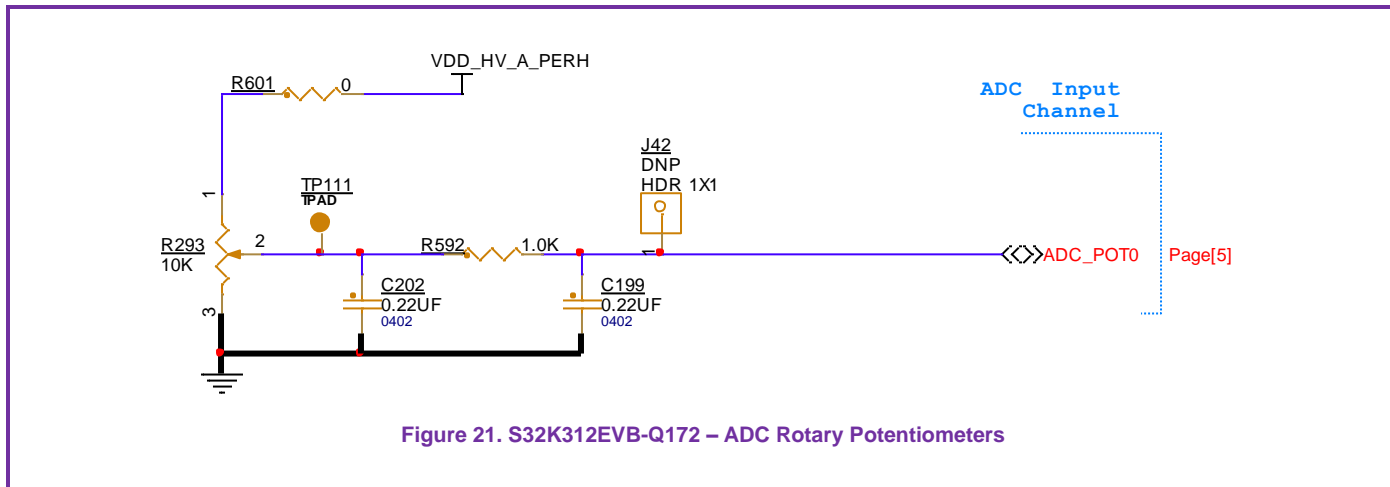 VDD_HV_A_PERH
R601 0
ADC Input
Channel
J42
DNP
HDR 1X1
1
TP111
TPAD
R293
10K
2
R592 1.0K
1
ADC_POT0 Page[5]
C202
0.22UF
0402
C199
0.22UF
0402
3
Figure 21. S32K312EVB-Q172 – ADC Rotary Potentiometers